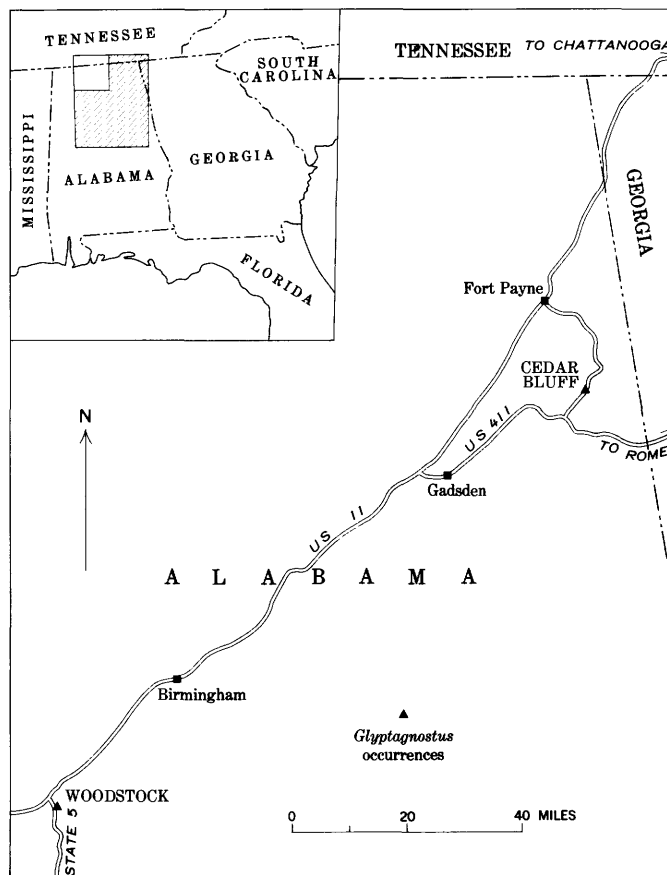 TENNESSEE
SOUTH
CAROLINA
MISSISSIPPI
ALABAMA
GEORGIA
FLORIDA
TENNESSEE
TO CHATTANOOGA
GEORGIA
Fort Payne
CEDAR
BLUFF
N
US 411
TO ROME
Gadsden
US 11
ALABAMA
Birmingham
Glyptagnostus
occurrences
WOODSTOCK
STATE 5
0 20 40 MILES